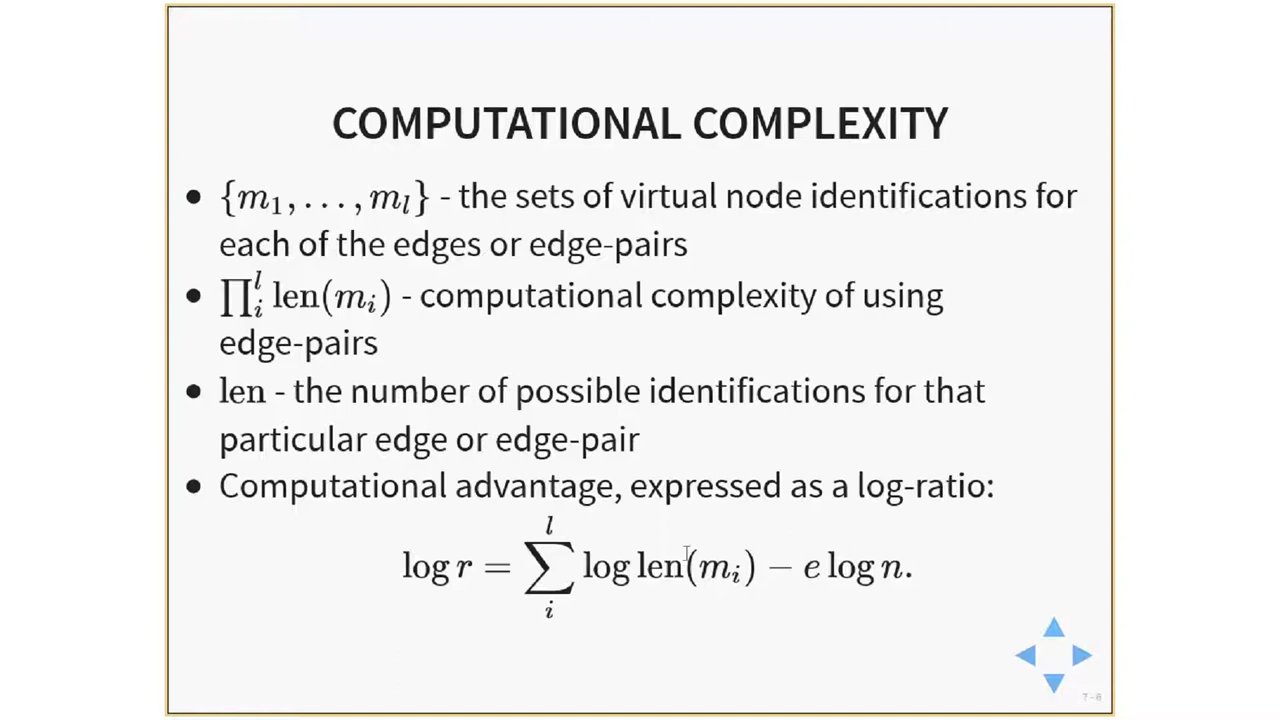 COMPUTATIONAL COMPLEXITY
• {m₁, . . . , mₗ} - the sets of virtual node identifications for
each of the edges or edge-pairs
• ∏ᵢˡ len(mᵢ) - computational complexity of using
edge-pairs
• len - the number of possible identifications for that
particular edge or edge-pair
• Computational advantage, expressed as a log-ratio:
log r = ∑ᵢˡ log len(mᵢ) − e log n.
7 - 6